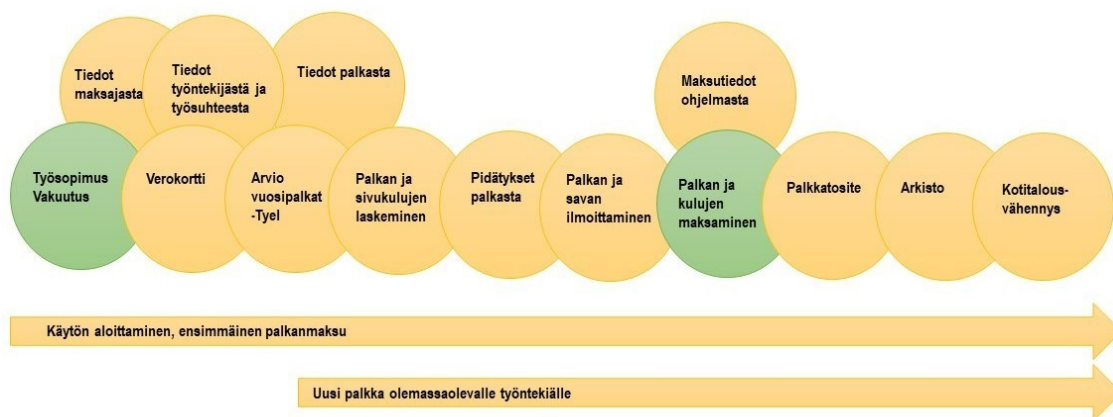 Tiedot
maksajasta
Tiedot
työntekijästä ja
työsuhteesta
Tiedot palkasta
Maksutiedot
ohjelmasta
Työsopimus
Vakuutus
Verokortti
Arvio
vuosipalkat
-Tyel
Palkan ja
sivukulujen
laskeminen
Pidätykset
palkasta
Palkan ja
savan
ilmoittaminen
Palkan ja
kulujen
maksaminen
Palkkatosite
Arkisto
Kotitalous-
vähennys
Käytön aloittaminen, ensimmäinen palkanmaksu
Uusi palkka olemassaolevalle työntekiälle